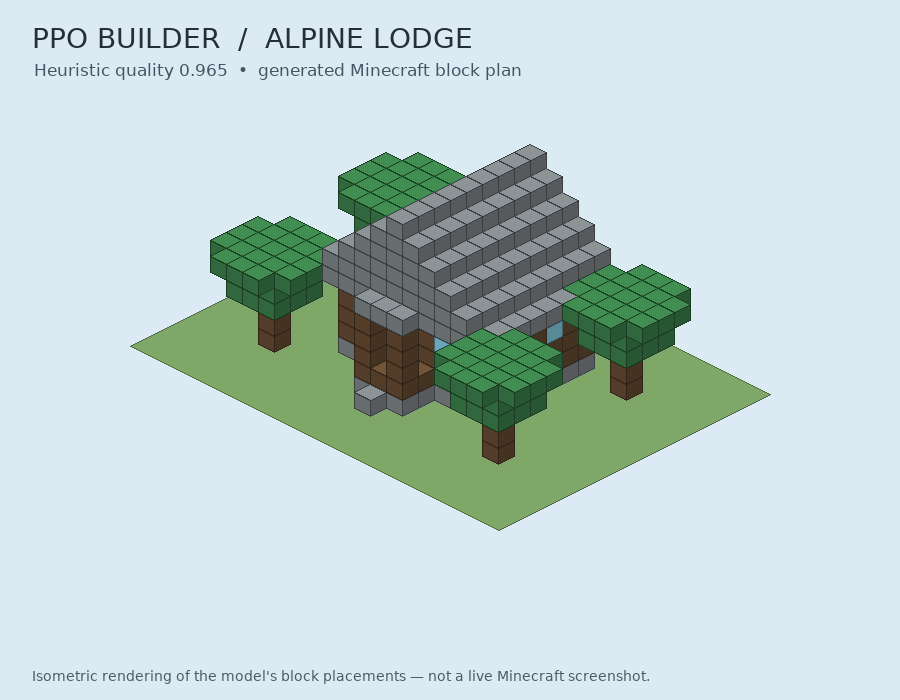 PPO BUILDER / ALPINE LODGE
Heuristic quality 0.965 • generated Minecraft block plan
Isometric rendering of the model's block placements — not a live Minecraft screenshot.